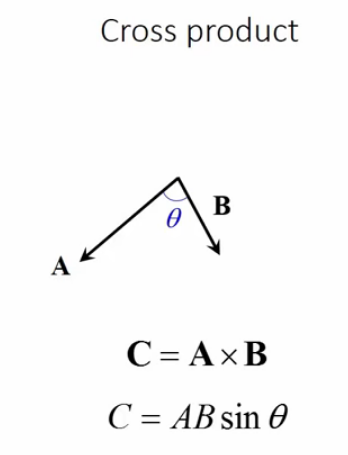 Cross product
B
θ
A
C = A × B
C = AB sin θ